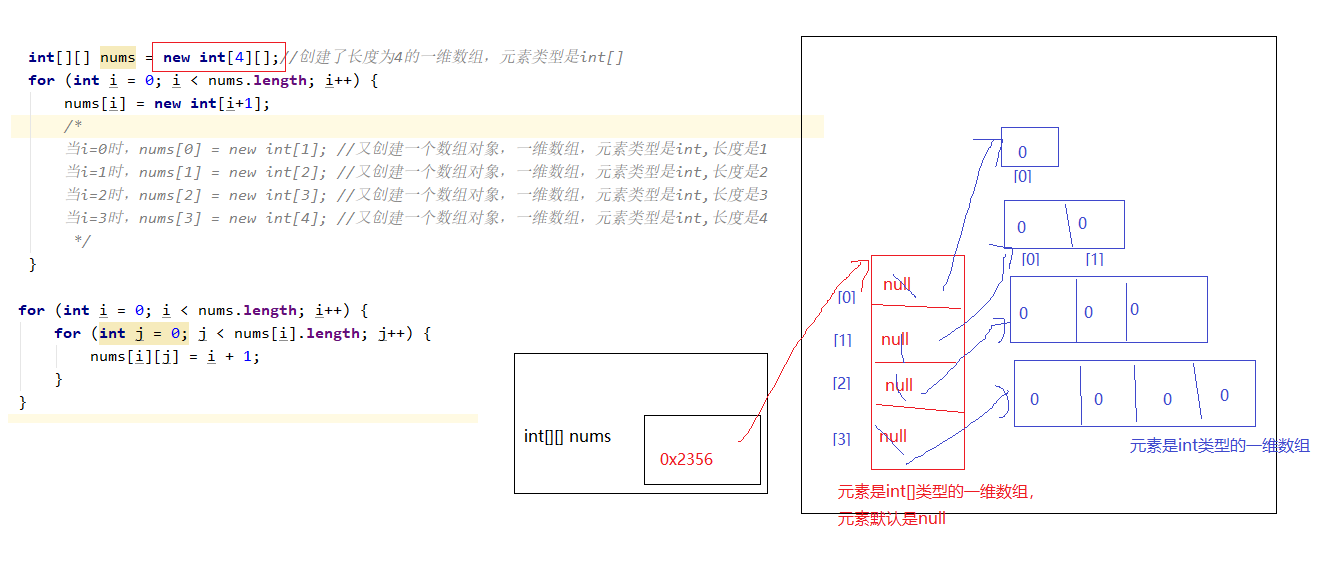 int[][] nums = new int[4][];//创建了长度为4的一维数组，元素类型是int[]
for (int i = 0; i < nums.length; i++) {
nums[i] = new int[i+1];
/*
当i=0时，nums[0] = new int[1]; //又创建一个数组对象，一维数组，元素类型是int,长度是1
当i=1时，nums[1] = new int[2]; //又创建一个数组对象，一维数组，元素类型是int,长度是2
当i=2时，nums[2] = new int[3]; //又创建一个数组对象，一维数组，元素类型是int,长度是3
当i=3时，nums[3] = new int[4]; //又创建一个数组对象，一维数组，元素类型是int,长度是4
*/
}
for (int i = 0; i < nums.length; i++) {
for (int j = 0; j < nums[i].length; j++) {
nums[i][j] = i + 1;
}
}
int[][] nums
0x2356
[0]
null
[1]
null
[2]
null
[3]
null
元素是int[]类型的一维数组，
元素默认是null
0
[0]
0 0
[0] [1]
0 0 0
0 0 0 0
元素是int类型的一维数组